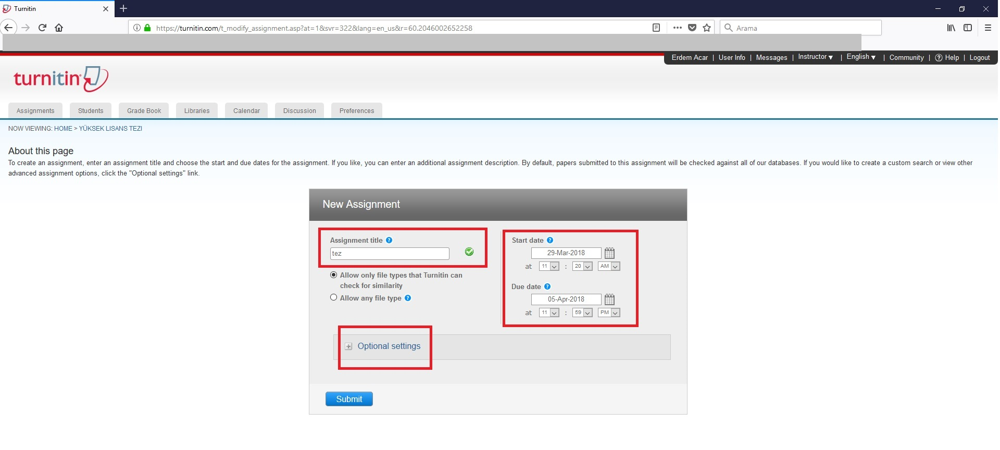 Turnitin
https://turnitin.com/t_modify_assignment.asp?at=1&svr=322&lang=en_us&r=60.2046002652258
Arama
Erdem Acar | User Info | Messages | Instructor ▼ | English ▼ | Community | ? Help | Logout
turnitin
Assignments Students Grade Book Libraries Calendar Discussion Preferences
NOW VIEWING: HOME > YÜKSEK LISANS TEZI
About this page
To create an assignment, enter an assignment title and choose the start and due dates for the assignment. If you like, you can enter an additional assignment description. By default, papers submitted to this assignment will be checked against all of our databases. If you would like to create a custom search or view other
advanced assignment options, click the "Optional settings" link.
New Assignment
Assignment title ?
tez
Allow only file types that Turnitin can
check for similarity
Allow any file type ?
Start date ?
29-Mar-2018
at 11 : 20 AM
Due date ?
05-Apr-2018
at 11 : 59 PM
Optional settings
Submit